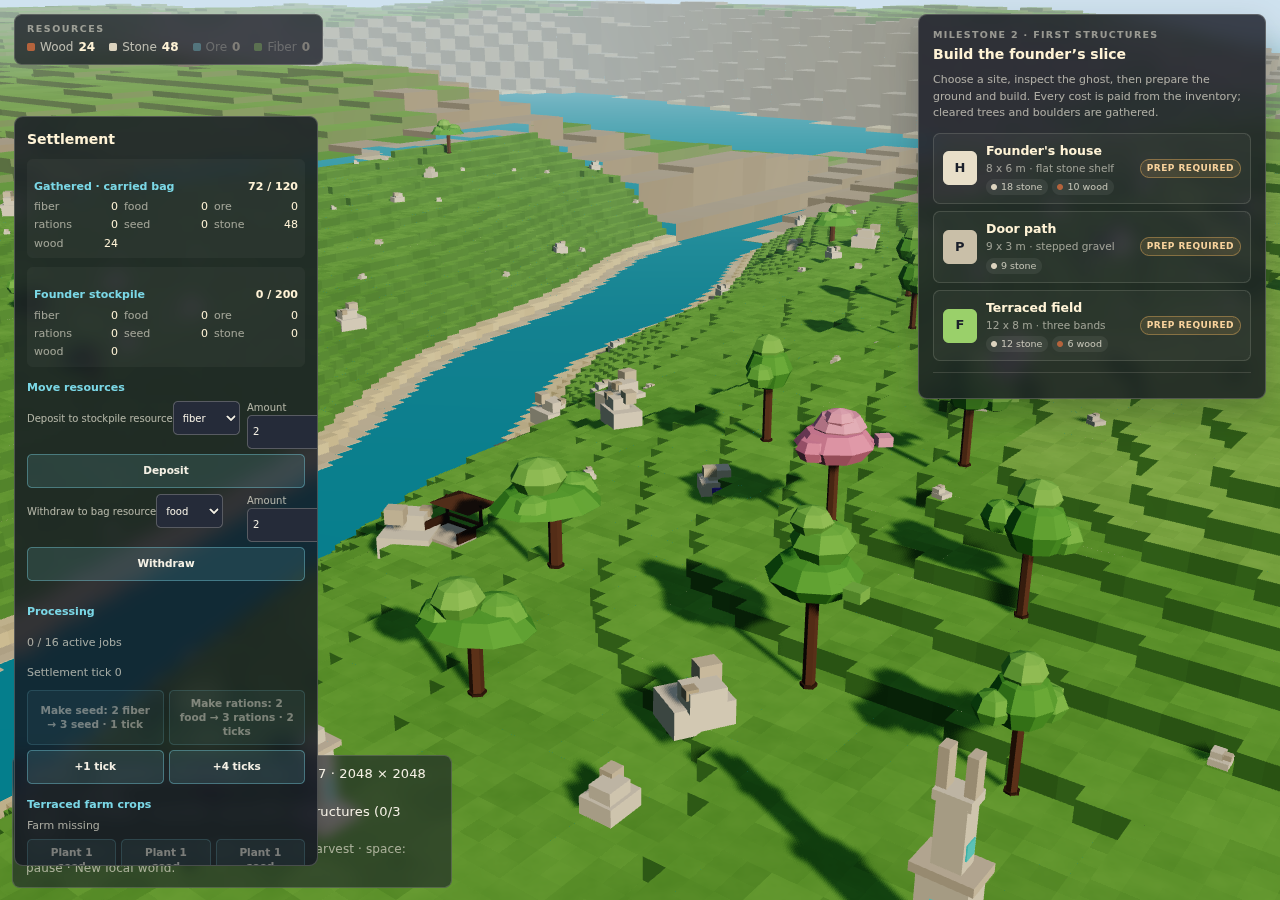 RESOURCES
Wood 24 Stone 48 Ore 0 Fiber 0
Settlement
Gathered · carried bag 72 / 120
fiber 0 food 0 ore 0
rations 0 seed 0 stone 48
wood 24
Founder stockpile 0 / 200
fiber 0 food 0 ore 0
rations 0 seed 0 stone 0
wood 0
Move resources
Deposit to stockpile resource fiber Amount 2
Deposit
Withdraw to bag resource food Amount 2
Withdraw
Processing
0 / 16 active jobs
Settlement tick 0
Make seed: 2 fiber
→ 3 seed · 1 tick
Make rations: 2
food → 3 rations · 2
ticks
+1 tick +4 ticks
Terraced farm crops
Farm missing
Plant 1 Plant 1 Plant 1
7 · 2048 × 2048
ructures (0/3
arvest · space:
pause · New local world.
MILESTONE 2 · FIRST STRUCTURES
Build the founder’s slice
Choose a site, inspect the ghost, then prepare the
ground and build. Every cost is paid from the inventory;
cleared trees and boulders are gathered.
H
Founder's house
8 x 6 m · flat stone shelf
18 stone 10 wood
PREP REQUIRED
P
Door path
9 x 3 m · stepped gravel
9 stone
PREP REQUIRED
F
Terraced field
12 x 8 m · three bands
12 stone 6 wood
PREP REQUIRED